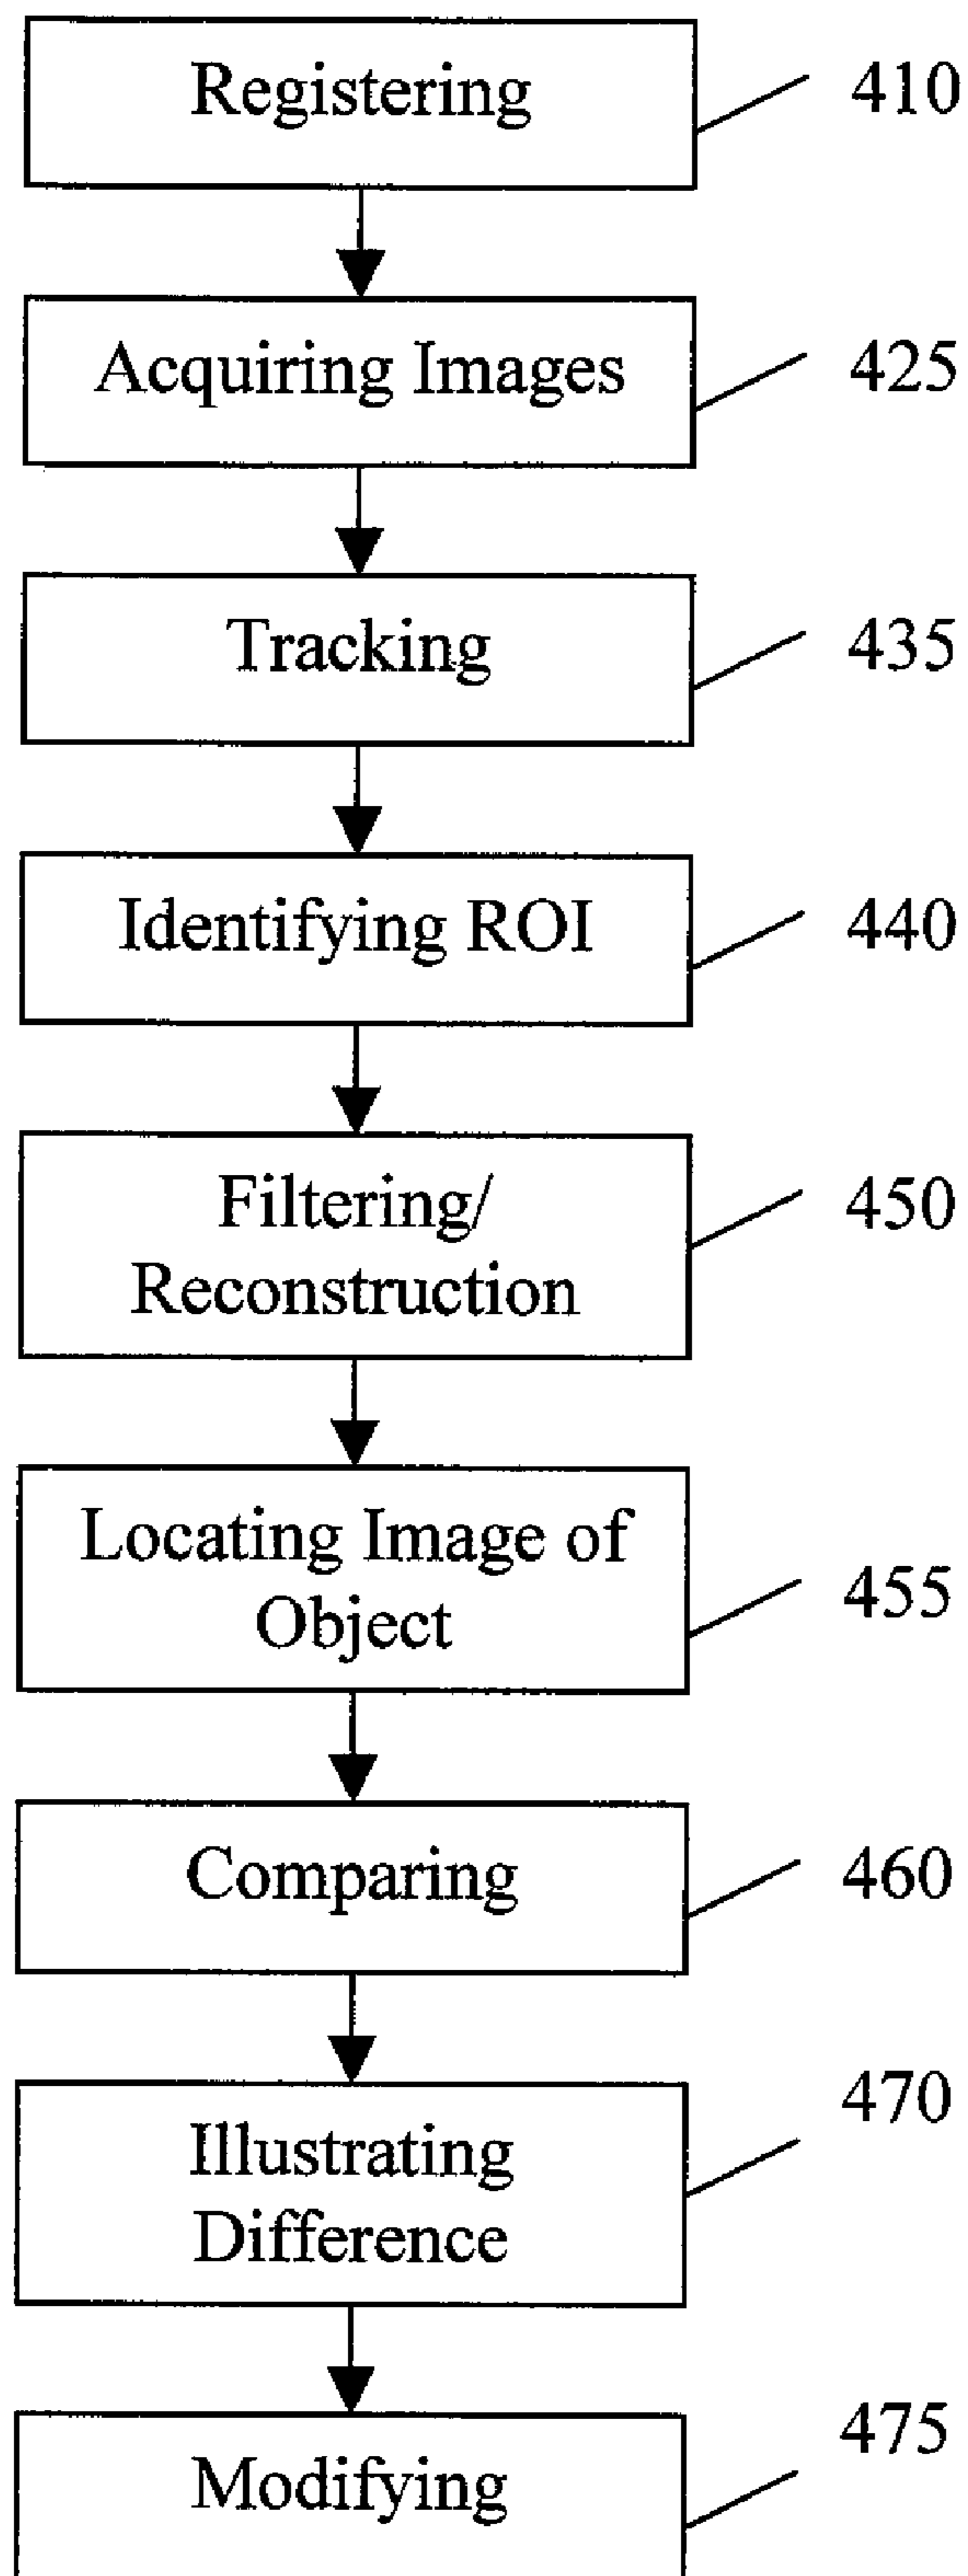 Registering
410
Acquiring Images
425
Tracking
435
Identifying ROI
440
Filtering/
Reconstruction
450
Locating Image of
Object
455
Comparing
460
Illustrating
Difference
470
Modifying
475